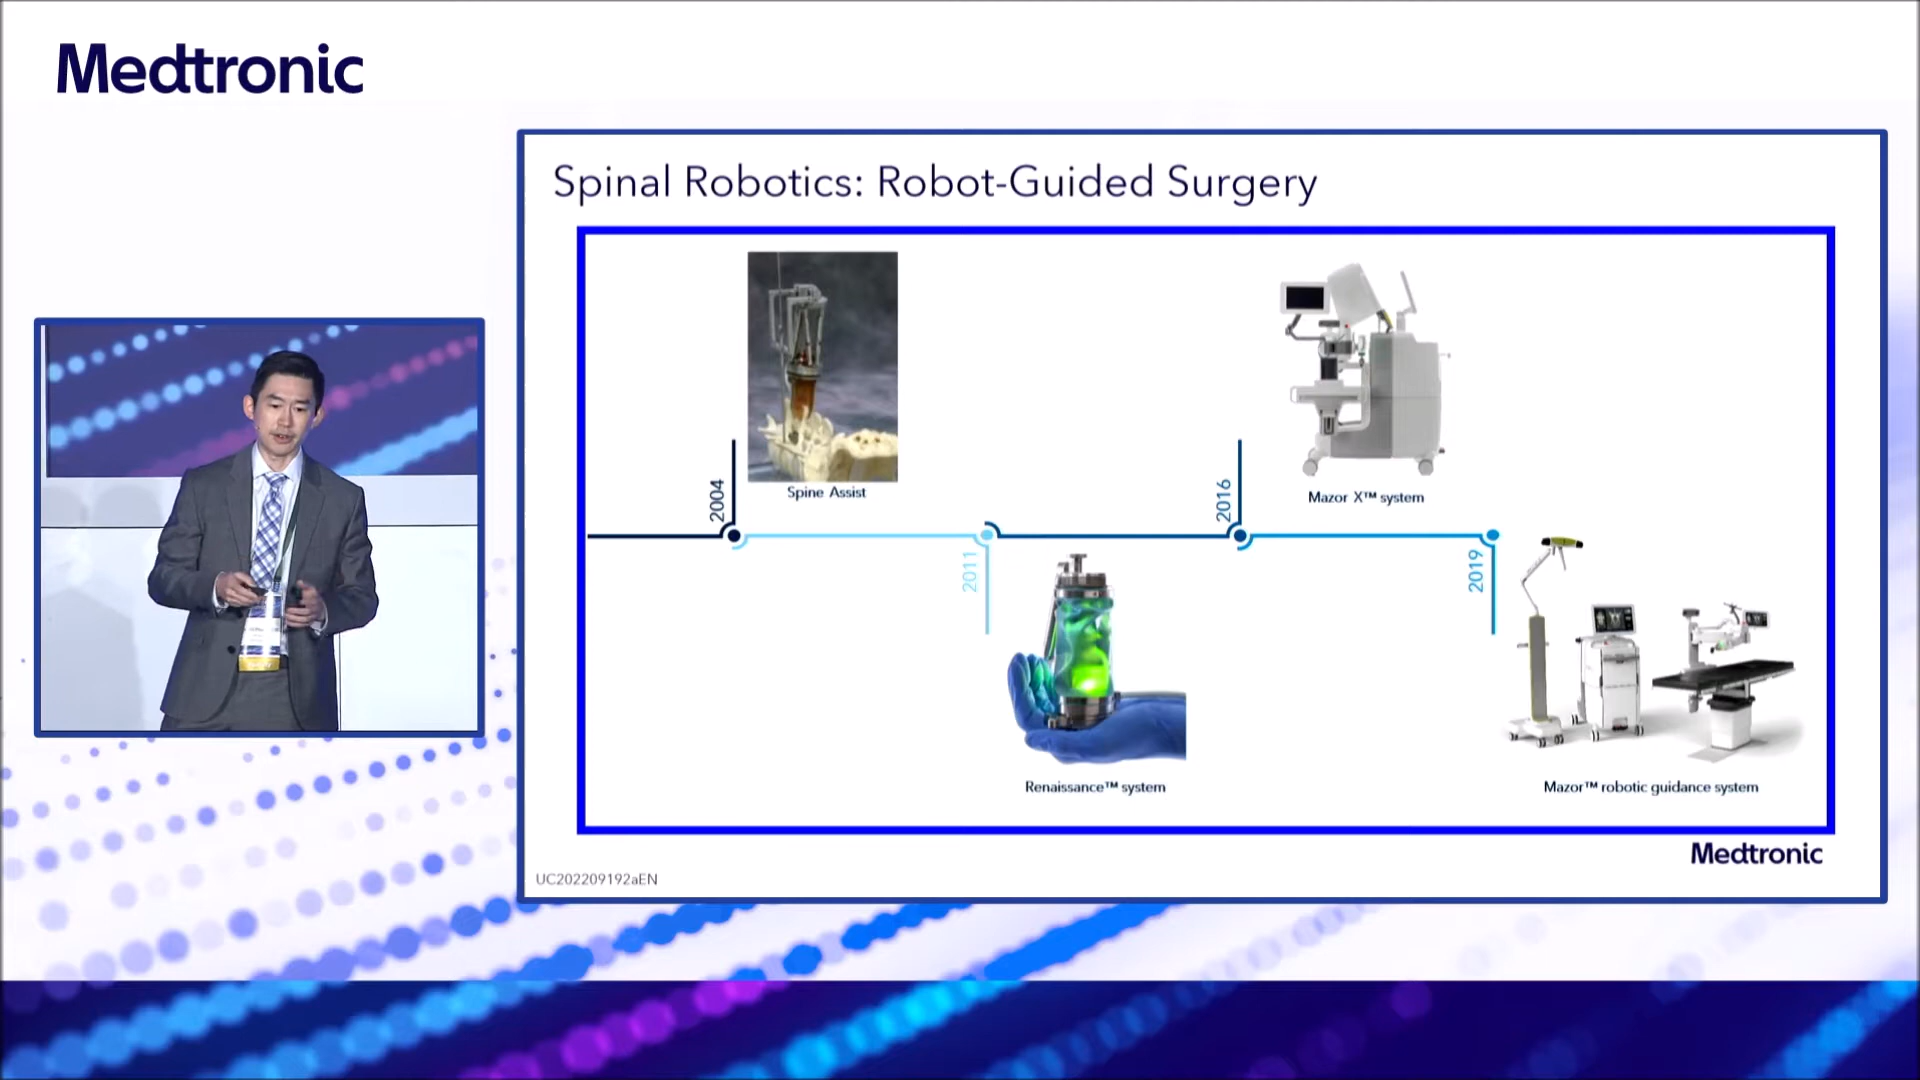 Medtronic
Spinal Robotics: Robot-Guided Surgery
2004
Spine Assist
2011
Renaissance™ system
2016
Mazor X™ system
2019
Mazor™ robotic guidance system
Medtronic
UC202209192aEN